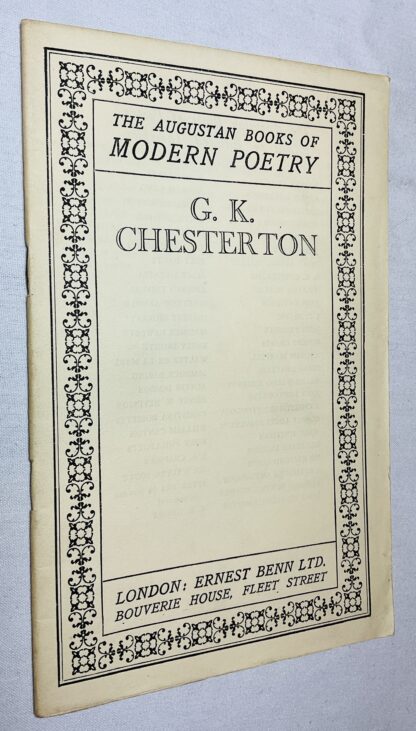 THE AUGUSTAN BOOKS OF
MODERN POETRY
G. K.
CHESTERTON
LONDON: ERNEST BENN LTD.
BOUVERIE HOUSE, FLEET STREET